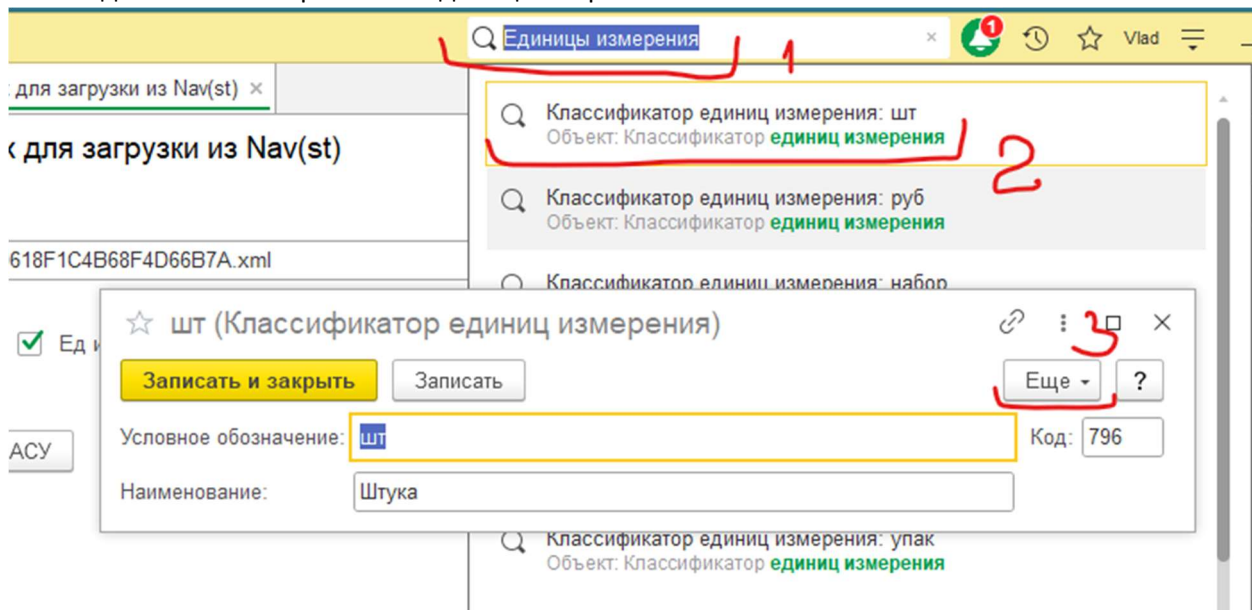 Единицы измерения
1
1
Vlad
для загрузки из Nav(st)
Классификатор единиц измерения: шт
Объект: Классификатор единиц измерения
для загрузки из Nav(st)
2
Классификатор единиц измерения: руб
Объект: Классификатор единиц измерения
618F1C4B68F4D66B7A.xml
Классификатор единиц измерения: набор
шт (Классификатор единиц измерения)
3
Ед и
Записать и закрыть
Записать
Еще
?
Условное обозначение:
шт
Код:
796
АСУ
Наименование:
Штука
Классификатор единиц измерения: упак
Объект: Классификатор единиц измерения